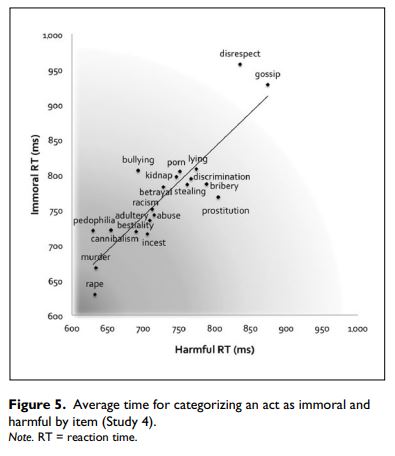 1,000
950
900
850
800
750
700
650
600
Immoral RT (ms)
disrespect
gossip
bullying
porn lying
kidnap
discrimination
betrayal stealing bribery
racism
prostitution
pedophilia adultery abuse
bestiality
cannibalism incest
murder
rape
600 650 700 750 800 850 900 950 1,000
Harmful RT (ms)
Figure 5. Average time for categorizing an act as immoral and
harmful by item (Study 4).
Note. RT = reaction time.